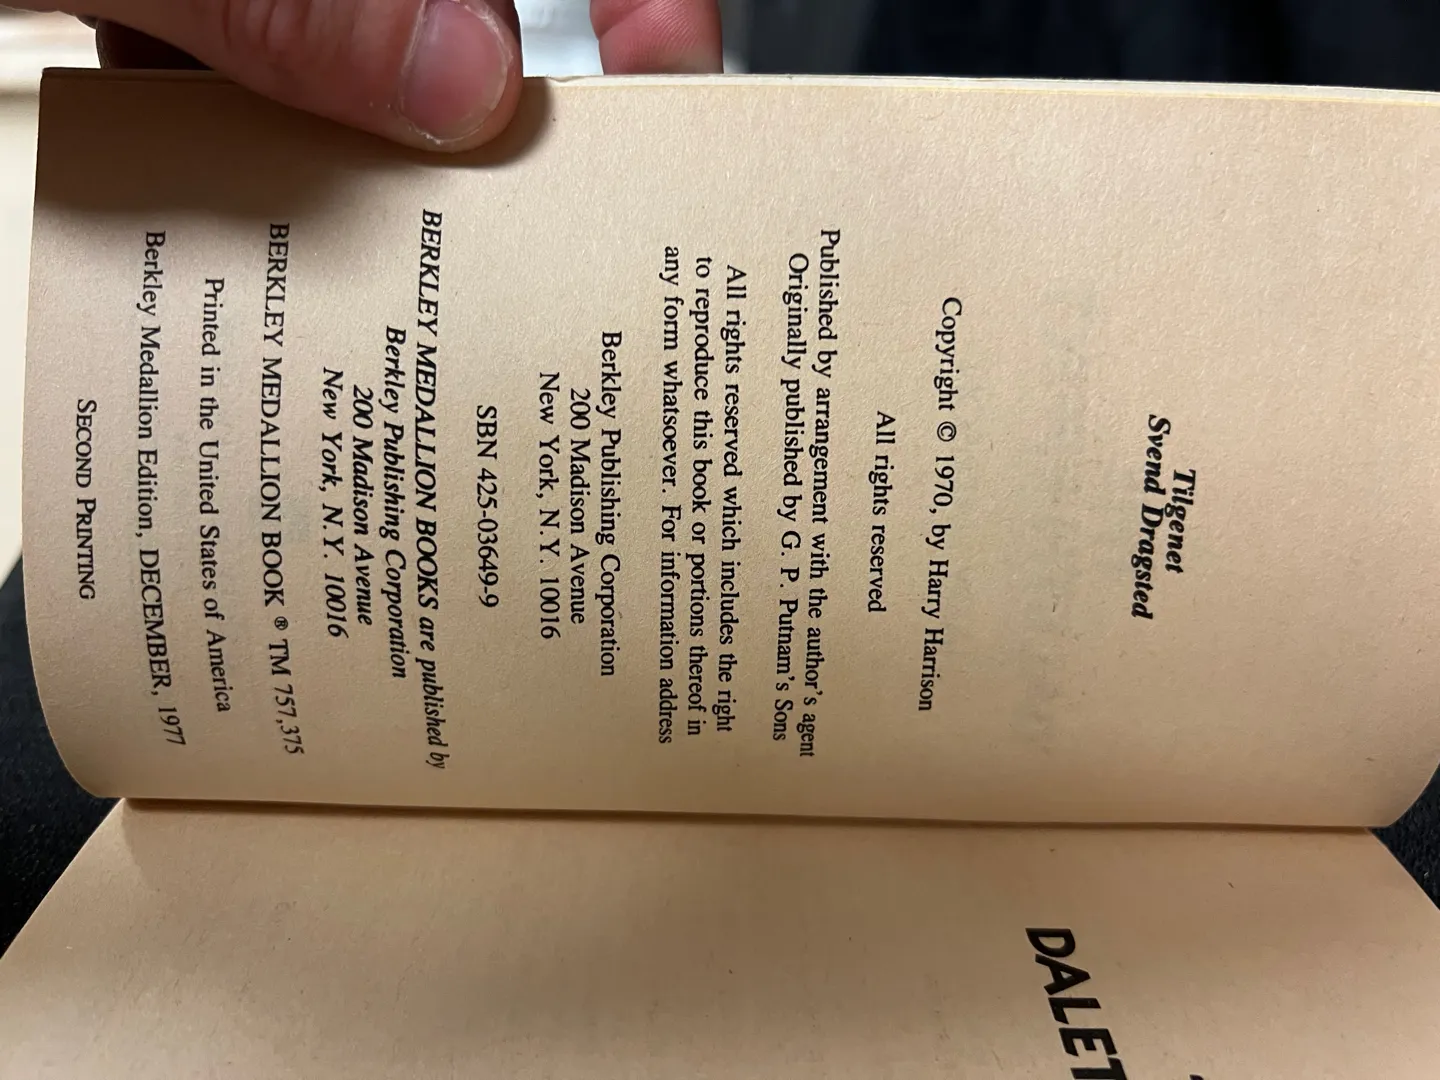 Tilgenet
Svend Dragsted
Copyright © 1970, by Harry Harrison
All rights reserved
Published by arrangement with the author's agent
Originally published by G. P. Putnam's Sons
All rights reserved which includes the right
to reproduce this book or portions thereof in
any form whatsoever. For information address
Berkley Publishing Corporation
200 Madison Avenue
New York, N.Y. 10016
SBN 425-03649-9
BERKLEY MEDALLION BOOKS are published by
Berkley Publishing Corporation
200 Madison Avenue
New York, N.Y. 10016
BERKLEY MEDALLION BOOK ® TM 757,375
Printed in the United States of America
Berkley Medallion Edition, DECEMBER, 1977
SECOND PRINTING
DALET